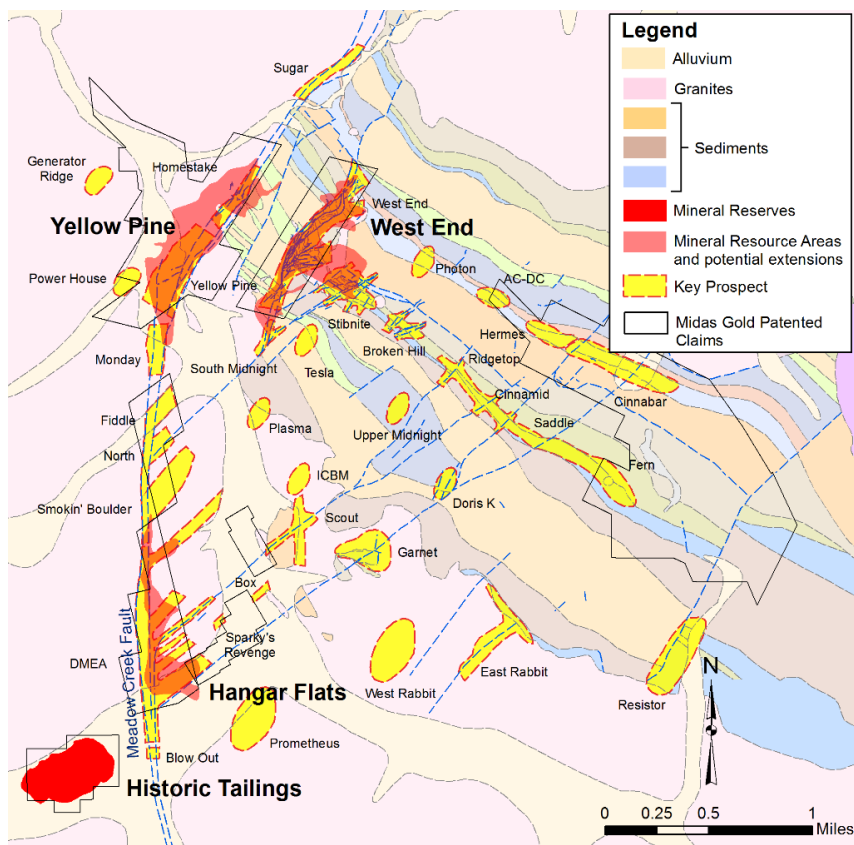 Legend
Alluvium
Granites
Sediments
Mineral Reserves
Mineral Resource Areas
and potential extensions
Key Prospect
Midas Gold Patented
Claims
Sugar
Generator
Ridge
Homestake
Yellow Pine
West End
West End
Power House
Yellow Pine
Photon
AC-DC
Stibnite
Hermes
Monday
Broken Hill
Ridgetop
South Midnight
Tesla
Cinnamid
Cinnabar
Fiddle
Plasma
Upper Midnight
Saddle
North
Fern
ICBM
Smokin' Boulder
Scout
Doris K
Garnet
Box
Meadow Creek Fault
Sparky's
Revenge
DMEA
Hangar Flats
West Rabbit
East Rabbit
Resistor
N
Prometheus
Blow Out
Historic Tailings
0 0.25 0.5 1
Miles